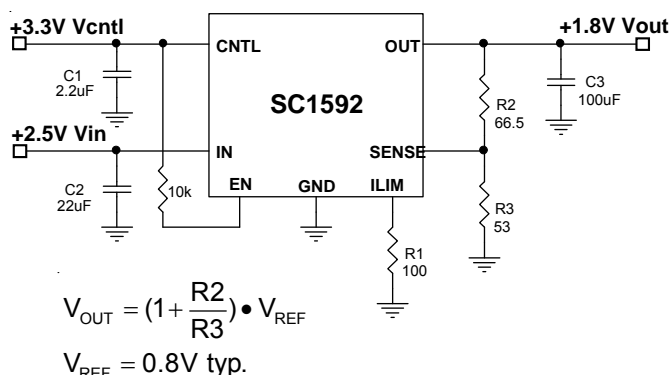 +3.3V Vcntl
+1.8V Vout
CNTL
OUT
C1
2.2uF
SC1592
R2
66.5
C3
100uF
+2.5V Vin
IN
SENSE
C2
22uF
10k
EN
GND
ILIM
R3
53
R1
100
V_OUT = (1 + R2/R3) • V_REF
V_REF = 0.8V typ.